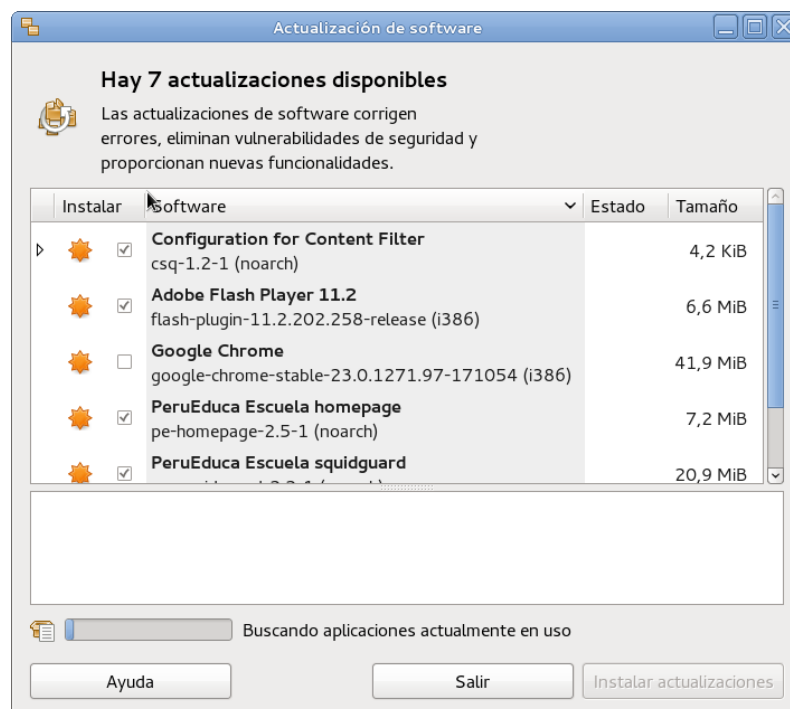 Actualización de software
Hay 7 actualizaciones disponibles
Las actualizaciones de software corrigen
errores, eliminan vulnerabilidades de seguridad y
proporcionan nuevas funcionalidades.
Instalar Software Estado Tamaño
Configuration for Content Filter
csq-1.2-1 (noarch) 4,2 KiB
Adobe Flash Player 11.2
flash-plugin-11.2.202.258-release (i386) 6,6 MiB
Google Chrome
google-chrome-stable-23.0.1271.97-171054 (i386) 41,9 MiB
PeruEduca Escuela homepage
pe-homepage-2.5-1 (noarch) 7,2 MiB
PeruEduca Escuela squidguard
20,9 MiB
Buscando aplicaciones actualmente en uso
Ayuda Salir Instalar actualizaciones